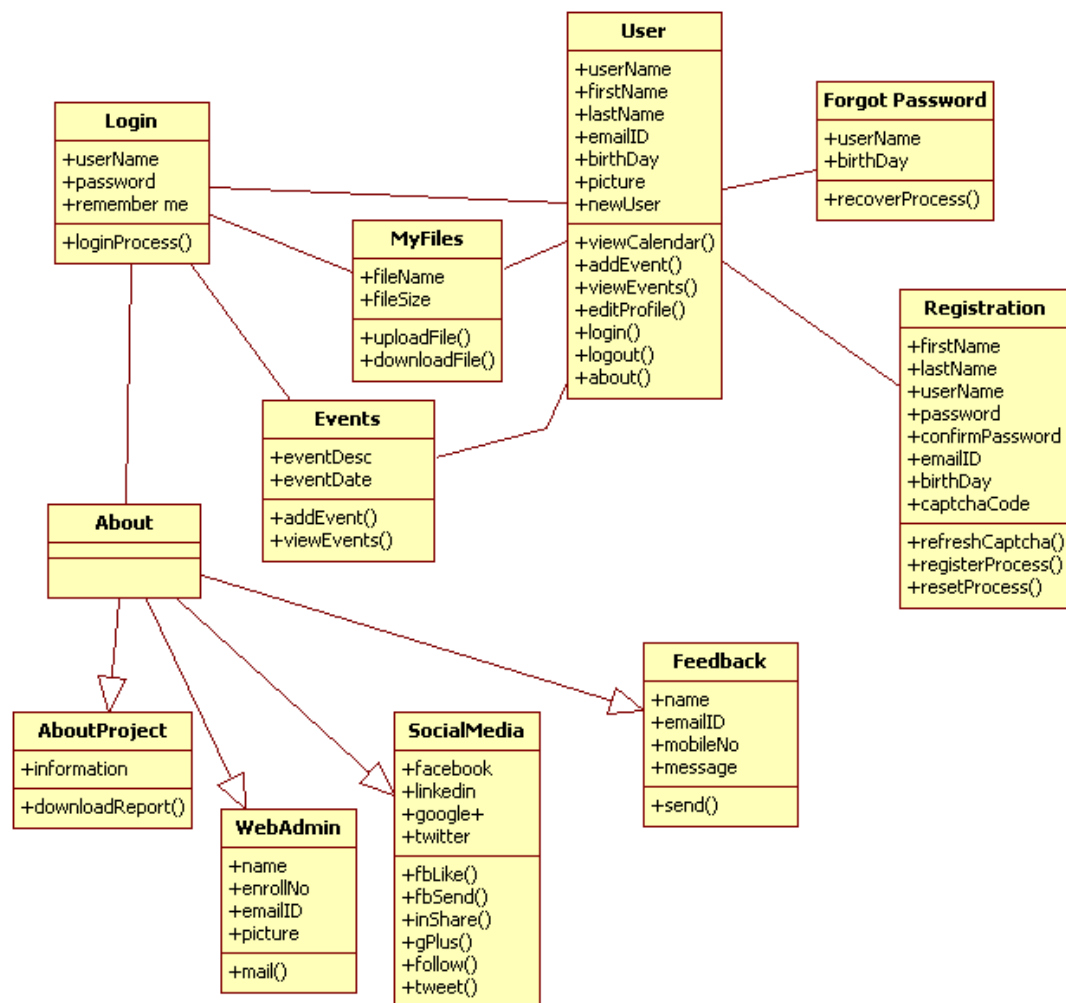 User
+userName
+firstName
+lastName
+emailID
+birthDay
+picture
+newUser
+viewCalendar()
+addEvent()
+viewEvents()
+editProfile()
+login()
+logout()
+about()
Forgot Password
+userName
+birthDay
+recoverProcess()
Login
+userName
+password
+remember me
+loginProcess()
MyFiles
+fileName
+fileSize
+uploadFile()
+downloadFile()
Registration
+firstName
+lastName
+userName
+password
+confirmPassword
+emailID
+birthDay
+captchaCode
+refreshCaptcha()
+registerProcess()
+resetProcess()
Events
+eventDesc
+eventDate
+addEvent()
+viewEvents()
About
Feedback
+name
+emailID
+mobileNo
+message
+send()
AboutProject
+information
+downloadReport()
SocialMedia
+facebook
+linkedin
+google+
+twitter
+fbLike()
+fbSend()
+inShare()
+gPlus()
+follow()
+tweet()
WebAdmin
+name
+enrollNo
+emailID
+picture
+mail()